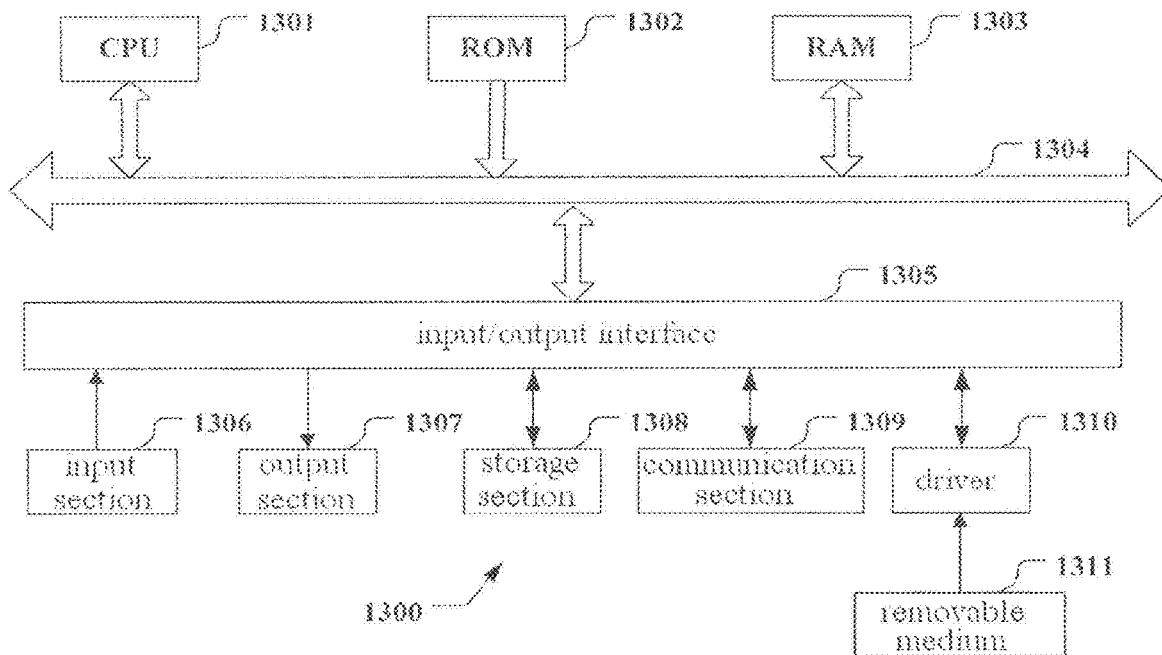 1301
1302
1303
CPU
ROM
RAM
1304
1305
input/output interface
1306
1307
1308
1309
1310
input
section
output
section
storage
section
communication
section
driver
1311
1300
removable
medium